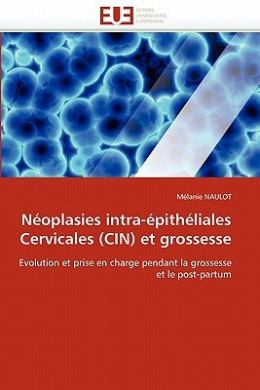 EUE
ÉDITIONS
UNIVERSITAIRES
EUROPÉENNES
Mélanie NAULOT
Néoplasies intra-épithéliales
Cervicales (CIN) et grossesse
Evolution et prise en charge pendant la grossesse
et le post-partum